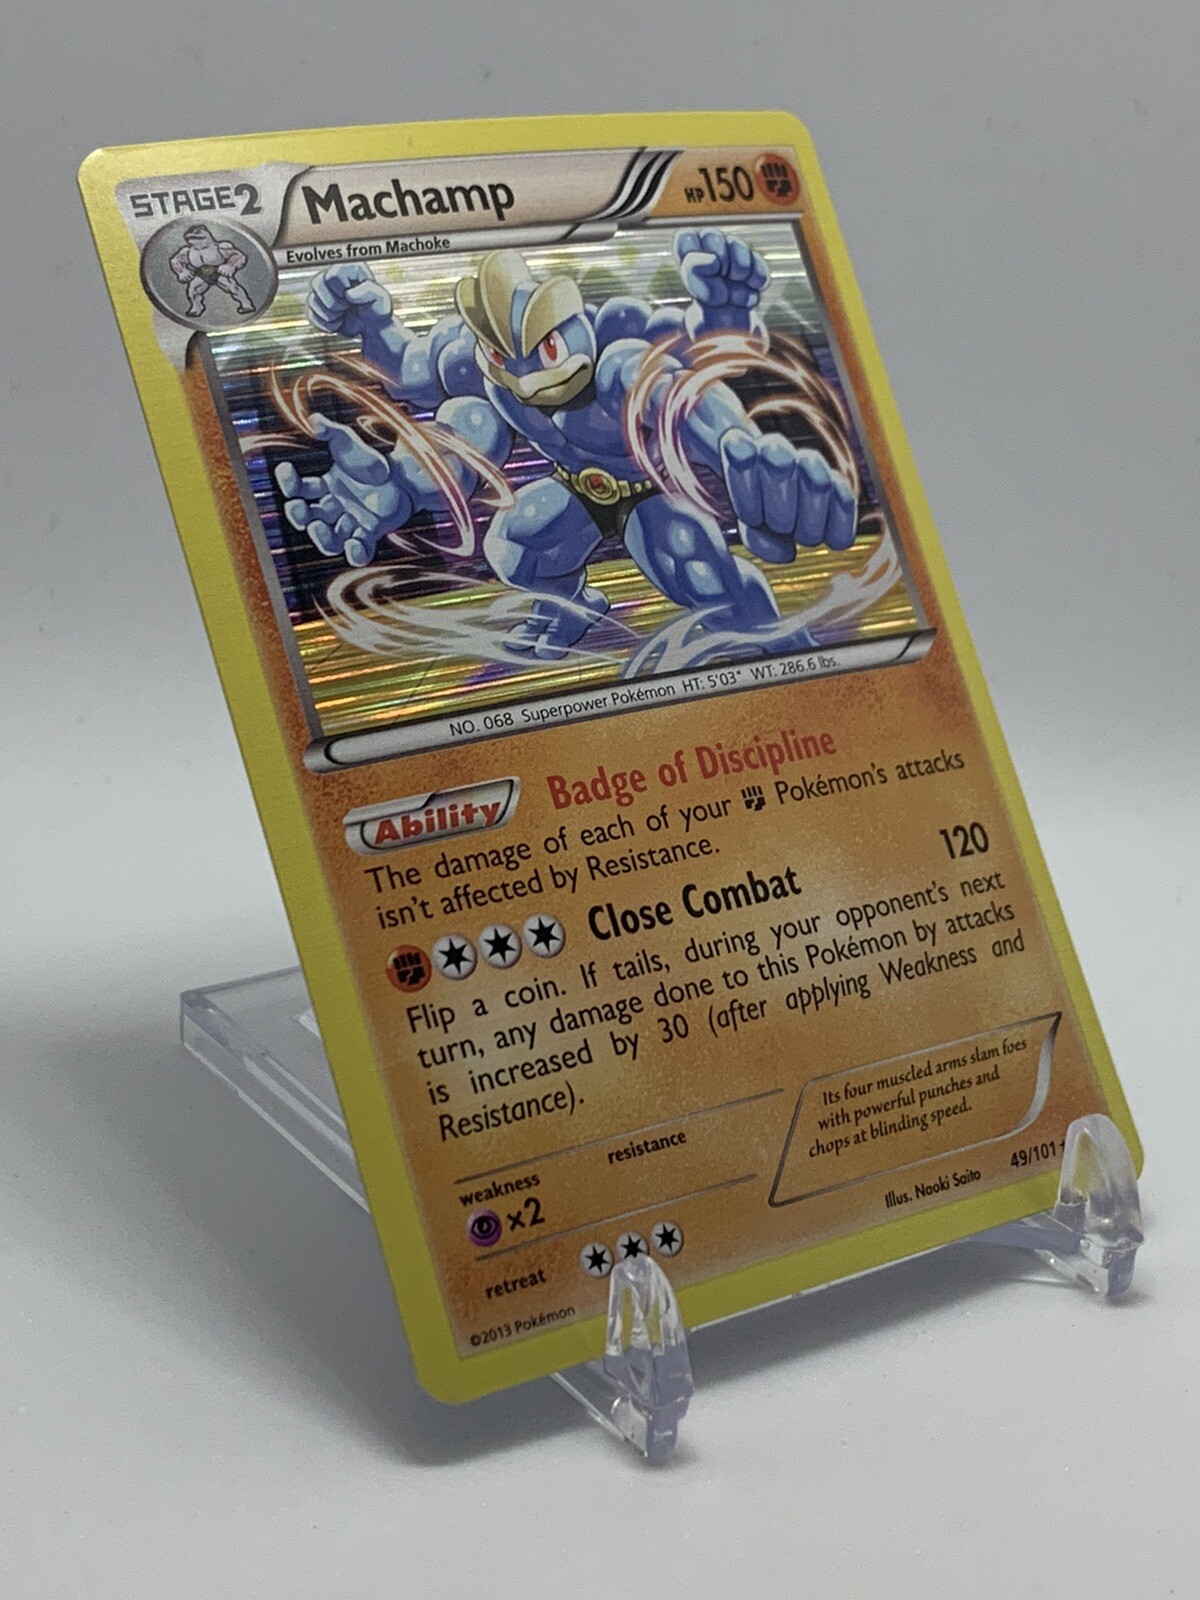 STAGE2 Machamp HP150
Evolves from Machoke
NO. 068 Superpower Pokémon HT: 5'03" WT: 286.6 lbs.
Ability Badge of Discipline
The damage of each of your Pokémon's attacks
isn't affected by Resistance.
Close Combat 120
Flip a coin. If tails, during your opponent's next
turn, any damage done to this Pokémon by attacks
is increased by 30 (after applying Weakness and
Resistance).
Its four muscled arms slam foes
with powerful punches and
chops at blinding speed.
weakness resistance
×2
retreat
Illus. Naoki Saito 49/101
©2013 Pokémon